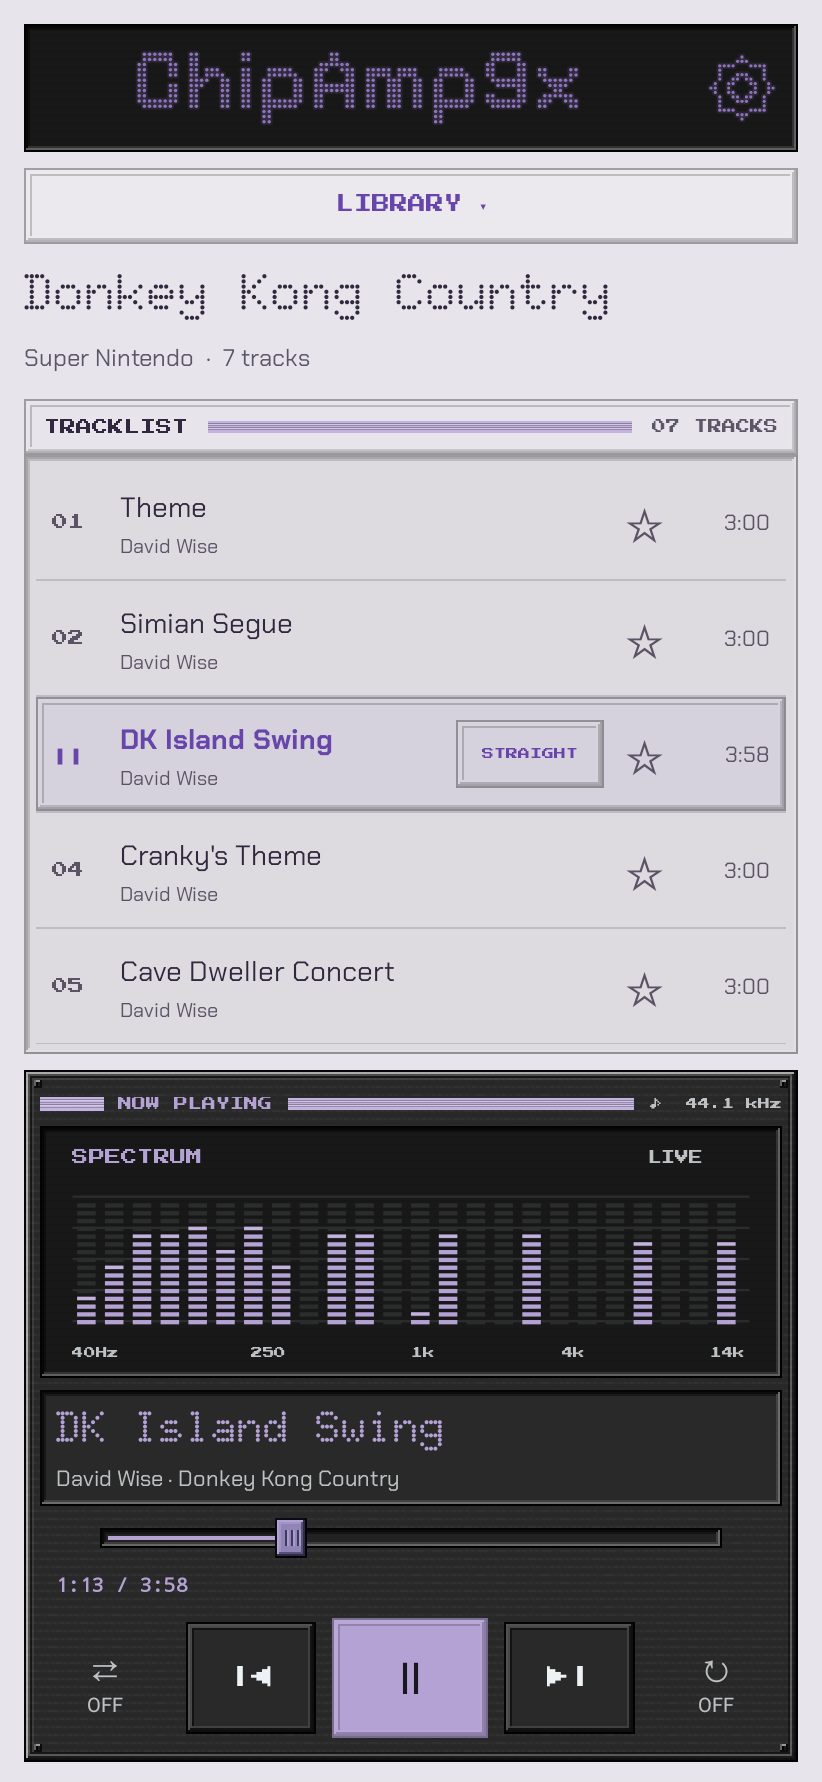 ChipAmp9x
LIBRARY ▾
Donkey Kong Country
Super Nintendo · 7 tracks
TRACKLIST 07 TRACKS
01 Theme 3:00
David Wise
02 Simian Segue 3:00
David Wise
DK Island Swing STRAIGHT 3:58
David Wise
04 Cranky's Theme 3:00
David Wise
05 Cave Dweller Concert 3:00
David Wise
NOW PLAYING ♪ 44.1 kHz
SPECTRUM LIVE
40Hz 250 1k 4k 14k
DK Island Swing
David Wise · Donkey Kong Country
1:13 / 3:58
OFF OFF